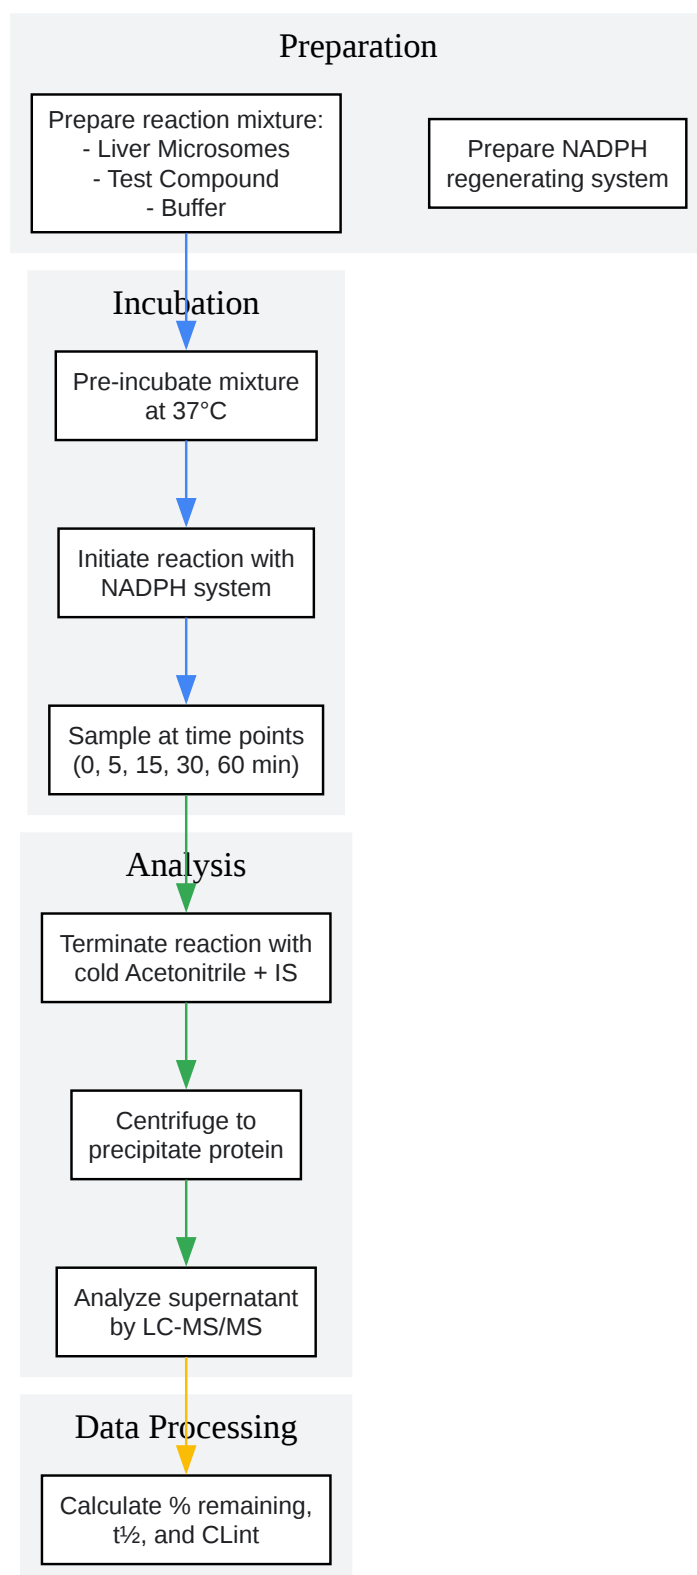 Preparation
Prepare reaction mixture:
- Liver Microsomes
- Test Compound
- Buffer
Prepare NADPH
regenerating system
Incubation
Pre-incubate mixture
at 37°C
Initiate reaction with
NADPH system
Sample at time points
(0, 5, 15, 30, 60 min)
Analysis
Terminate reaction with
cold Acetonitrile + IS
Centrifuge to
precipitate protein
Analyze supernatant
by LC-MS/MS
Data Processing
Calculate % remaining,
t½, and CLint